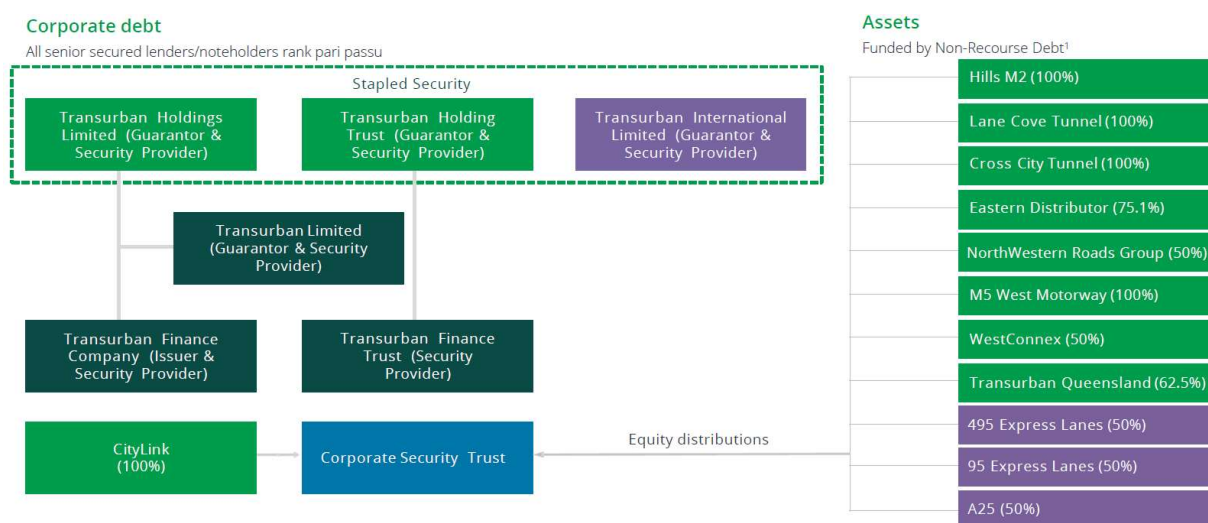 Corporate debt
All senior secured lenders/noteholders rank pari passu
Stapled Security
Transurban Holdings
Limited (Guarantor &
Security Provider)
Transurban Holding
Trust (Guarantor &
Security Provider)
Transurban International
Limited (Guarantor &
Security Provider)
Transurban Limited
(Guarantor & Security
Provider)
Transurban Finance
Company (Issuer &
Security Provider)
Transurban Finance
Trust (Security
Provider)
CityLink
(100%)
Corporate Security Trust
Equity distributions
Assets
Funded by Non-Recourse Debt¹
Hills M2 (100%)
Lane Cove Tunnel (100%)
Cross City Tunnel (100%)
Eastern Distributor (75.1%)
NorthWestern Roads Group (50%)
M5 West Motorway (100%)
WestConnex (50%)
Transurban Queensland (62.5%)
495 Express Lanes (50%)
95 Express Lanes (50%)
A25 (50%)